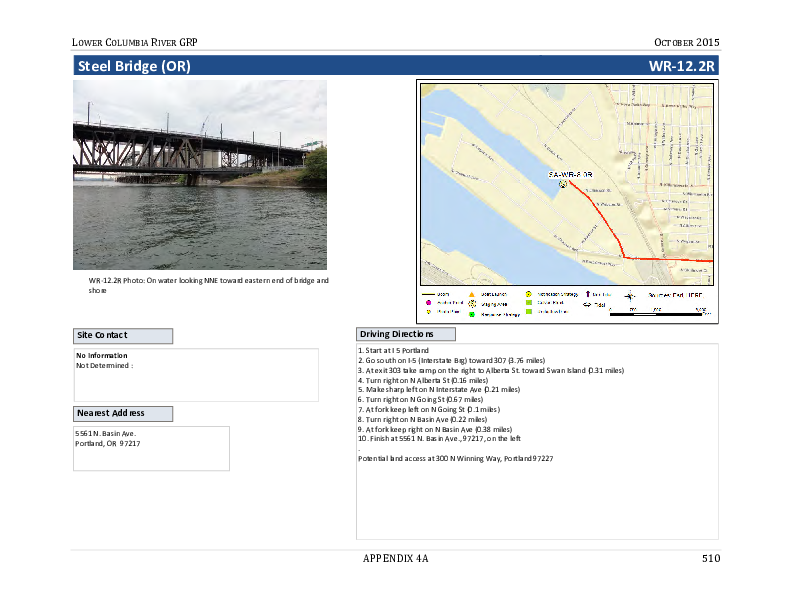 LOWER COLUMBIA RIVER GRP
OCTOBER 2015
Steel Bridge (OR)
WR-12.2R
SA-WR-8.0R
WR-12.2R Photo: On water looking NNE toward eastern end of bridge and
shore
Boat Launch
Staging Area
Tidal
Sources: Esri, HERE,
Site Contact
No Information
Not Determined :
Nearest Address
5561 N. Basin Ave.
Portland, OR 97217
Driving Directions
1. Start at I 5 Portland
2. Go south on I-5 (Interstate Brg) toward 307 (3.76 miles)
3. At exit 303 take ramp on the right to Alberta St. toward Swan Island (0.31 miles)
4. Turn right on N Alberta St (0.16 miles)
5. Make sharp left on N Interstate Ave (0.21 miles)
6. Turn right on N Going St (0.67 miles)
7. At fork keep left on N Going St (0.1 miles)
8. Turn right on N Basin Ave (0.22 miles)
9. At fork keep right on N Basin Ave (0.38 miles)
10. Finish at 5561 N. Basin Ave., 97217, on the left
.
Potential land access at 300 N Winning Way, Portland 97227
APPENDIX 4A
510